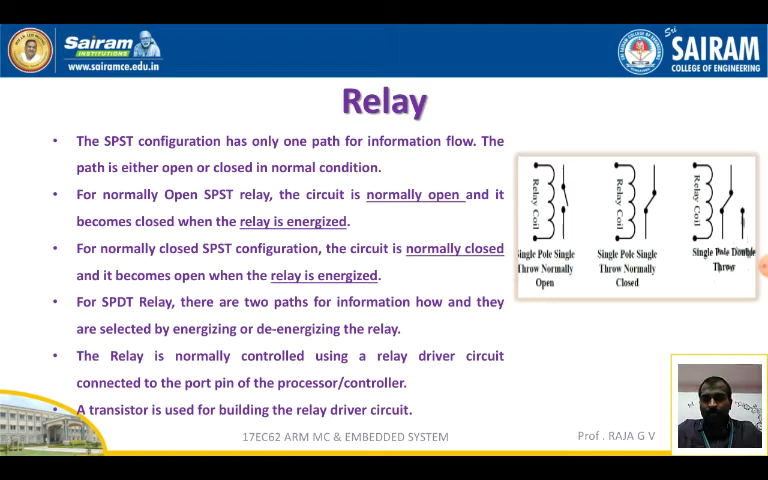 Sairam
INSTITUTIONS
www.sairamce.edu.in
Sri
SAIRAM
COLLEGE OF ENGINEERING
Relay
• The SPST configuration has only one path for information flow. The
path is either open or closed in normal condition.
• For normally Open SPST relay, the circuit is normally open and it
becomes closed when the relay is energized.
• For normally closed SPST configuration, the circuit is normally closed
and it becomes open when the relay is energized.
• For SPDT Relay, there are two paths for information how and they
are selected by energizing or de-energizing the relay.
• The Relay is normally controlled using a relay driver circuit
connected to the port pin of the processor/controller.
• A transistor is used for building the relay driver circuit.
Relay Coil
Relay Coil
Relay Coil
Single Pole Single
Throw Normally
Open
Single Pole Single
Throw Normally
Closed
Single Pole Double
Throw
17EC62 ARM MC & EMBEDDED SYSTEM
Prof . RAJA G V